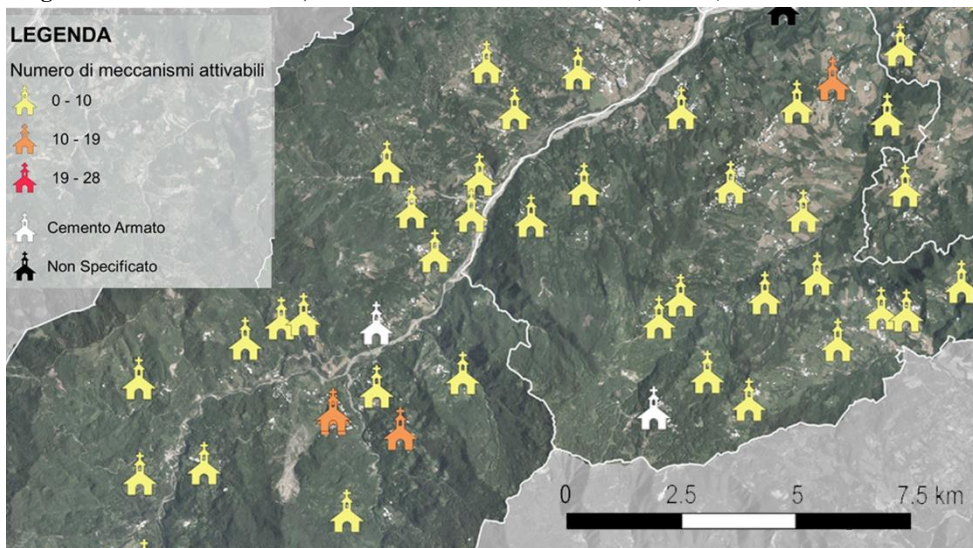 LEGENDA
Numero di meccanismi attivabili
0 - 10
10 - 19
19 - 28
Cemento Armato
Non Specificato
0 2.5 5 7.5 km